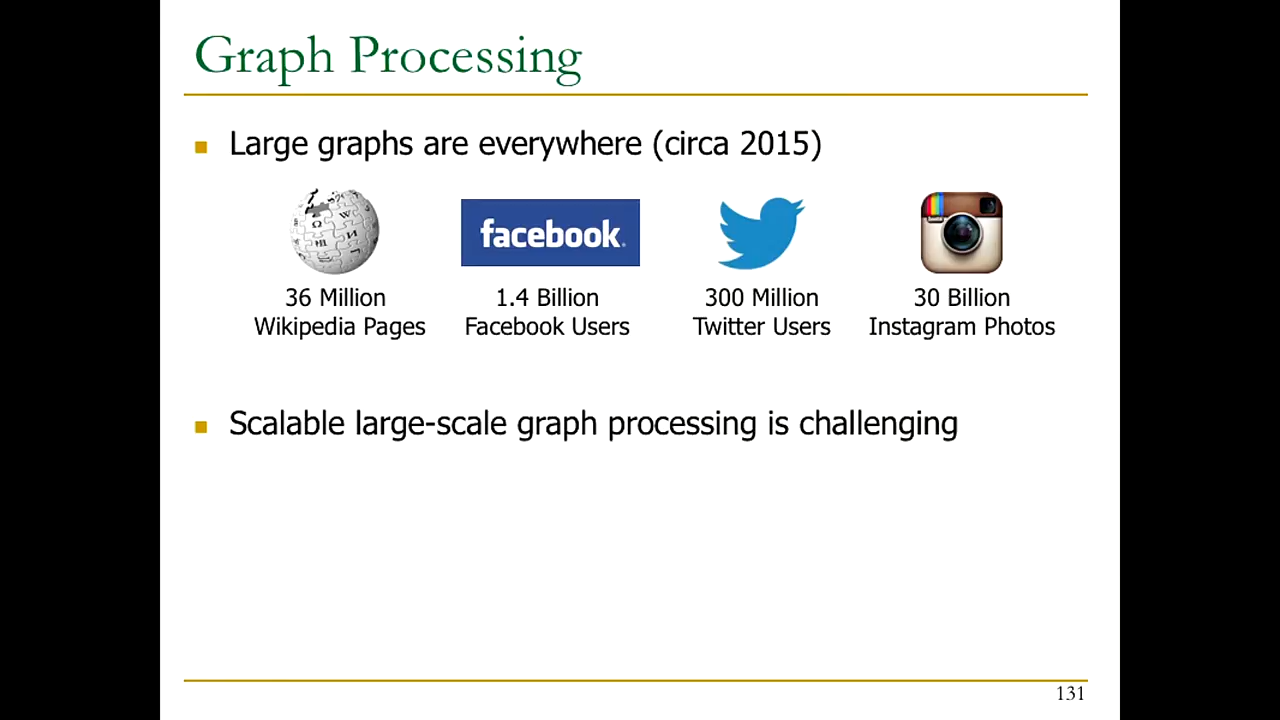 Graph Processing
Large graphs are everywhere (circa 2015)
facebook
36 Million
Wikipedia Pages
1.4 Billion
Facebook Users
300 Million
Twitter Users
30 Billion
Instagram Photos
Scalable large-scale graph processing is challenging
131